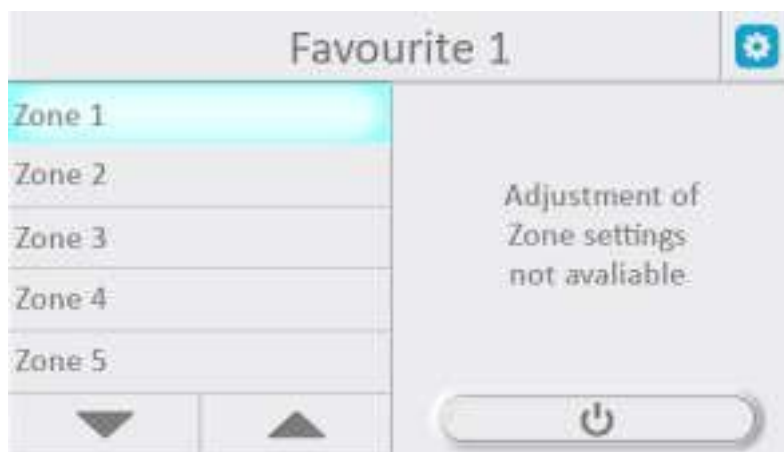 Favourite 1
Zone 1
Zone 2
Zone 3
Zone 4
Zone 5
Adjustment of
Zone settings
not avaliable